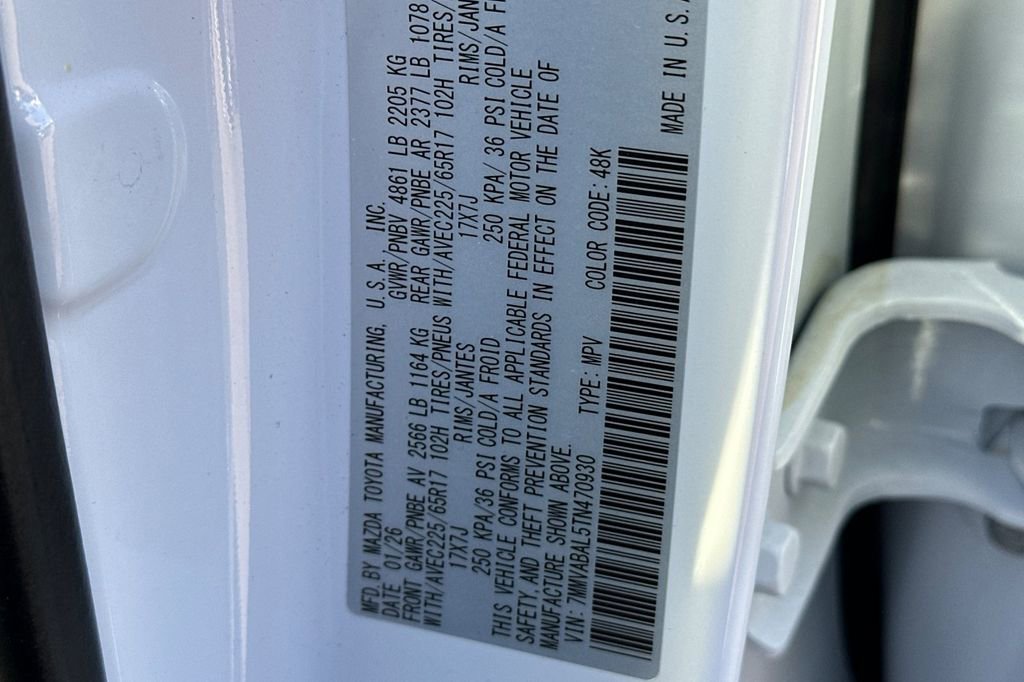 MFD. BY MAZDA TOYOTA MANUFACTURING, U.S.A. INC.
DATE 01/26 GVWR/PNBV 4861 LB 2205 KG
FRONT GAWR/PNBE AV 2566 LB 1164 KG REAR GAWR/PNBE AR 2377 LB 1078
WITH/AVEC225/65R17 102H TIRES/PNEUS WITH/AVEC225/65R17 102H TIRES/
17X7J RIMS/JANTES 17X7J RIMS/JAN
250 KPA/36 PSI COLD/A FROID 250 KPA/ 36 PSI COLD/A F
THIS VEHICLE CONFORMS TO ALL APPLICABLE FEDERAL MOTOR VEHICLE
SAFETY, AND THEFT PREVENTION STANDARDS IN EFFECT ON THE DATE OF
MANUFACTURE SHOWN ABOVE.
VIN: 7MMVABAL5TN470930 TYPE: MPV COLOR CODE: 48K
MADE IN U.S.